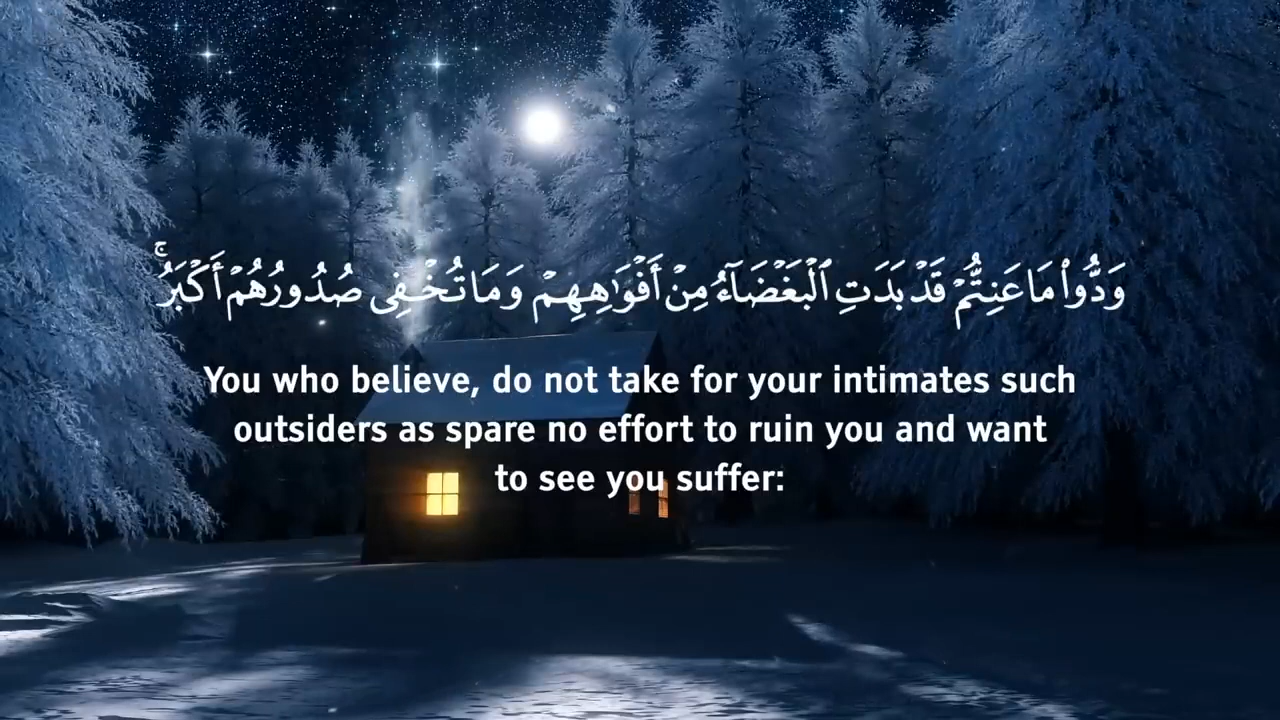 وَدُّوا۟ مَا عَنِتُّمْ قَدْ بَدَتِ ٱلْبَغْضَآءُ مِنْ أَفْوَٰهِهِمْ وَمَا تُخْفِى صُدُورُهُمْ أَكْبَرُ ۚ
You who believe, do not take for your intimates such
outsiders as spare no effort to ruin you and want
to see you suffer: